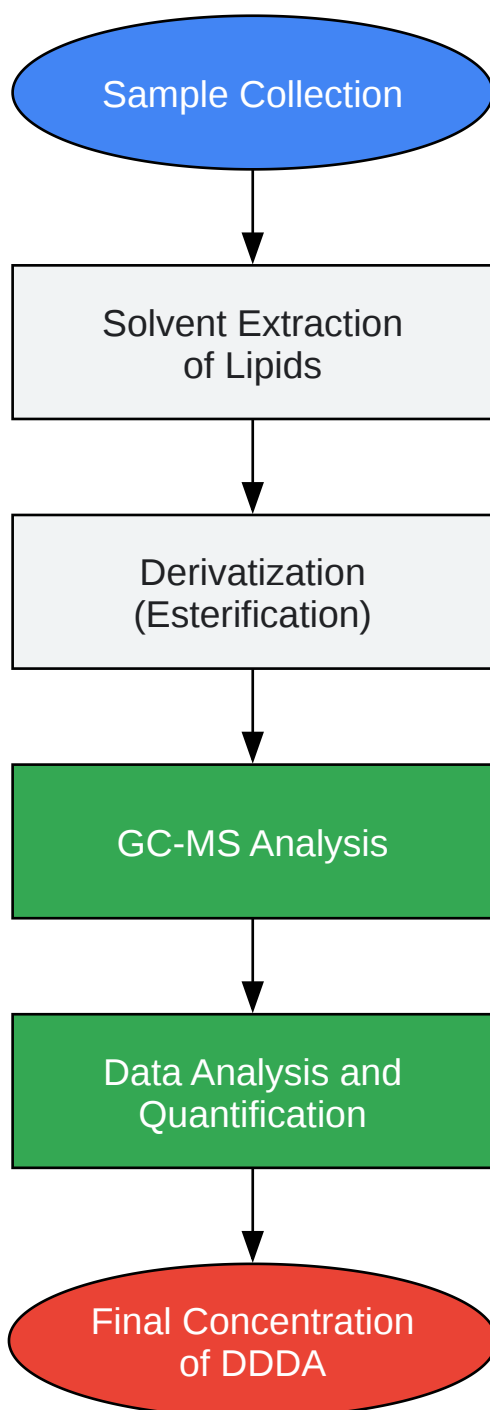 Sample Collection
Solvent Extraction
of Lipids
Derivatization
(Esterification)
GC-MS Analysis
Data Analysis and
Quantification
Final Concentration
of DDDA